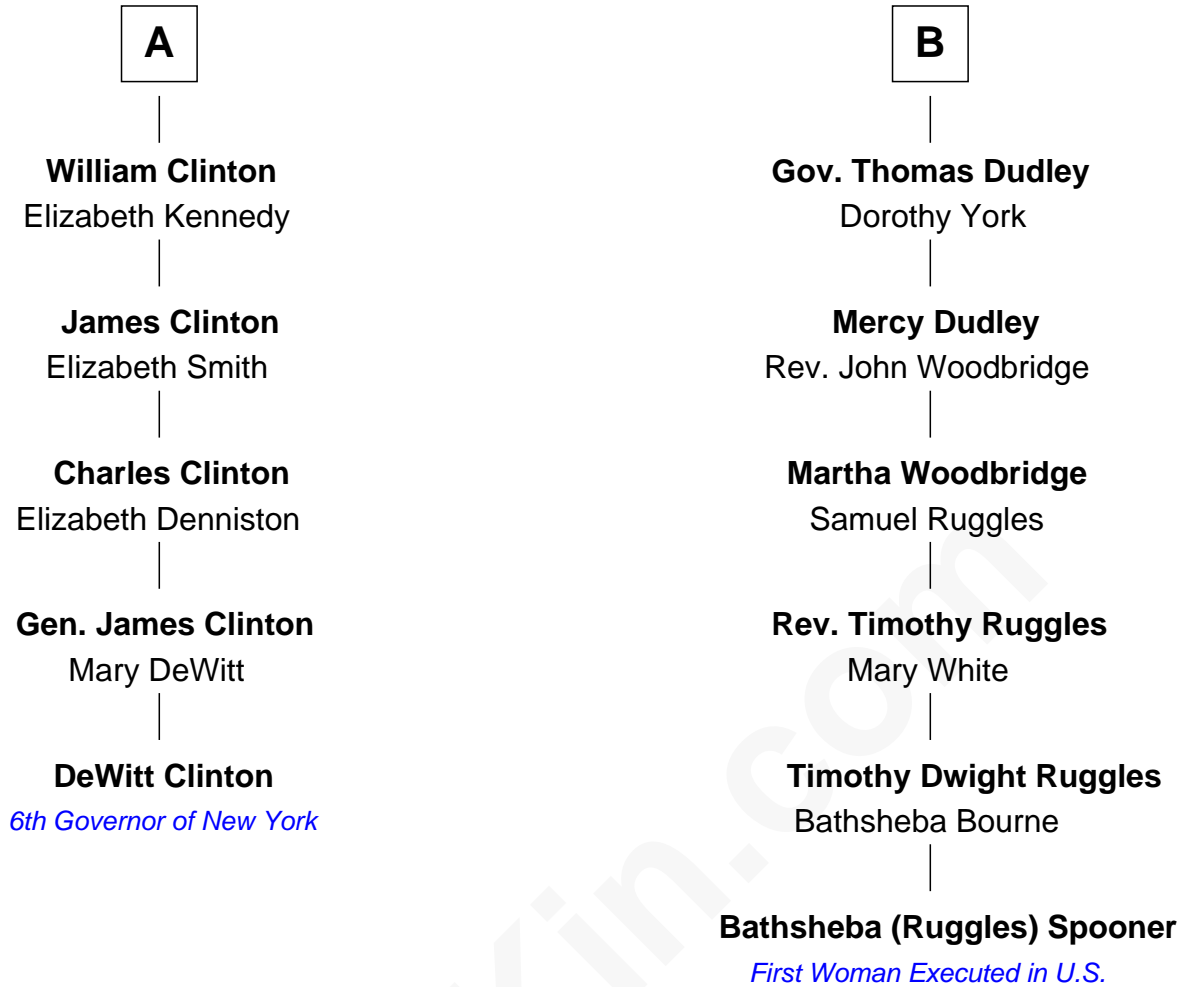 A
William Clinton
Elizabeth Kennedy
James Clinton
Elizabeth Smith
Charles Clinton
Elizabeth Denniston
Gen. James Clinton
Mary DeWitt
DeWitt Clinton
6th Governor of New York
B
Gov. Thomas Dudley
Dorothy York
Mercy Dudley
Rev. John Woodbridge
Martha Woodbridge
Samuel Ruggles
Rev. Timothy Ruggles
Mary White
Timothy Dwight Ruggles
Bathsheba Bourne
Bathsheba (Ruggles) Spooner
First Woman Executed in U.S.